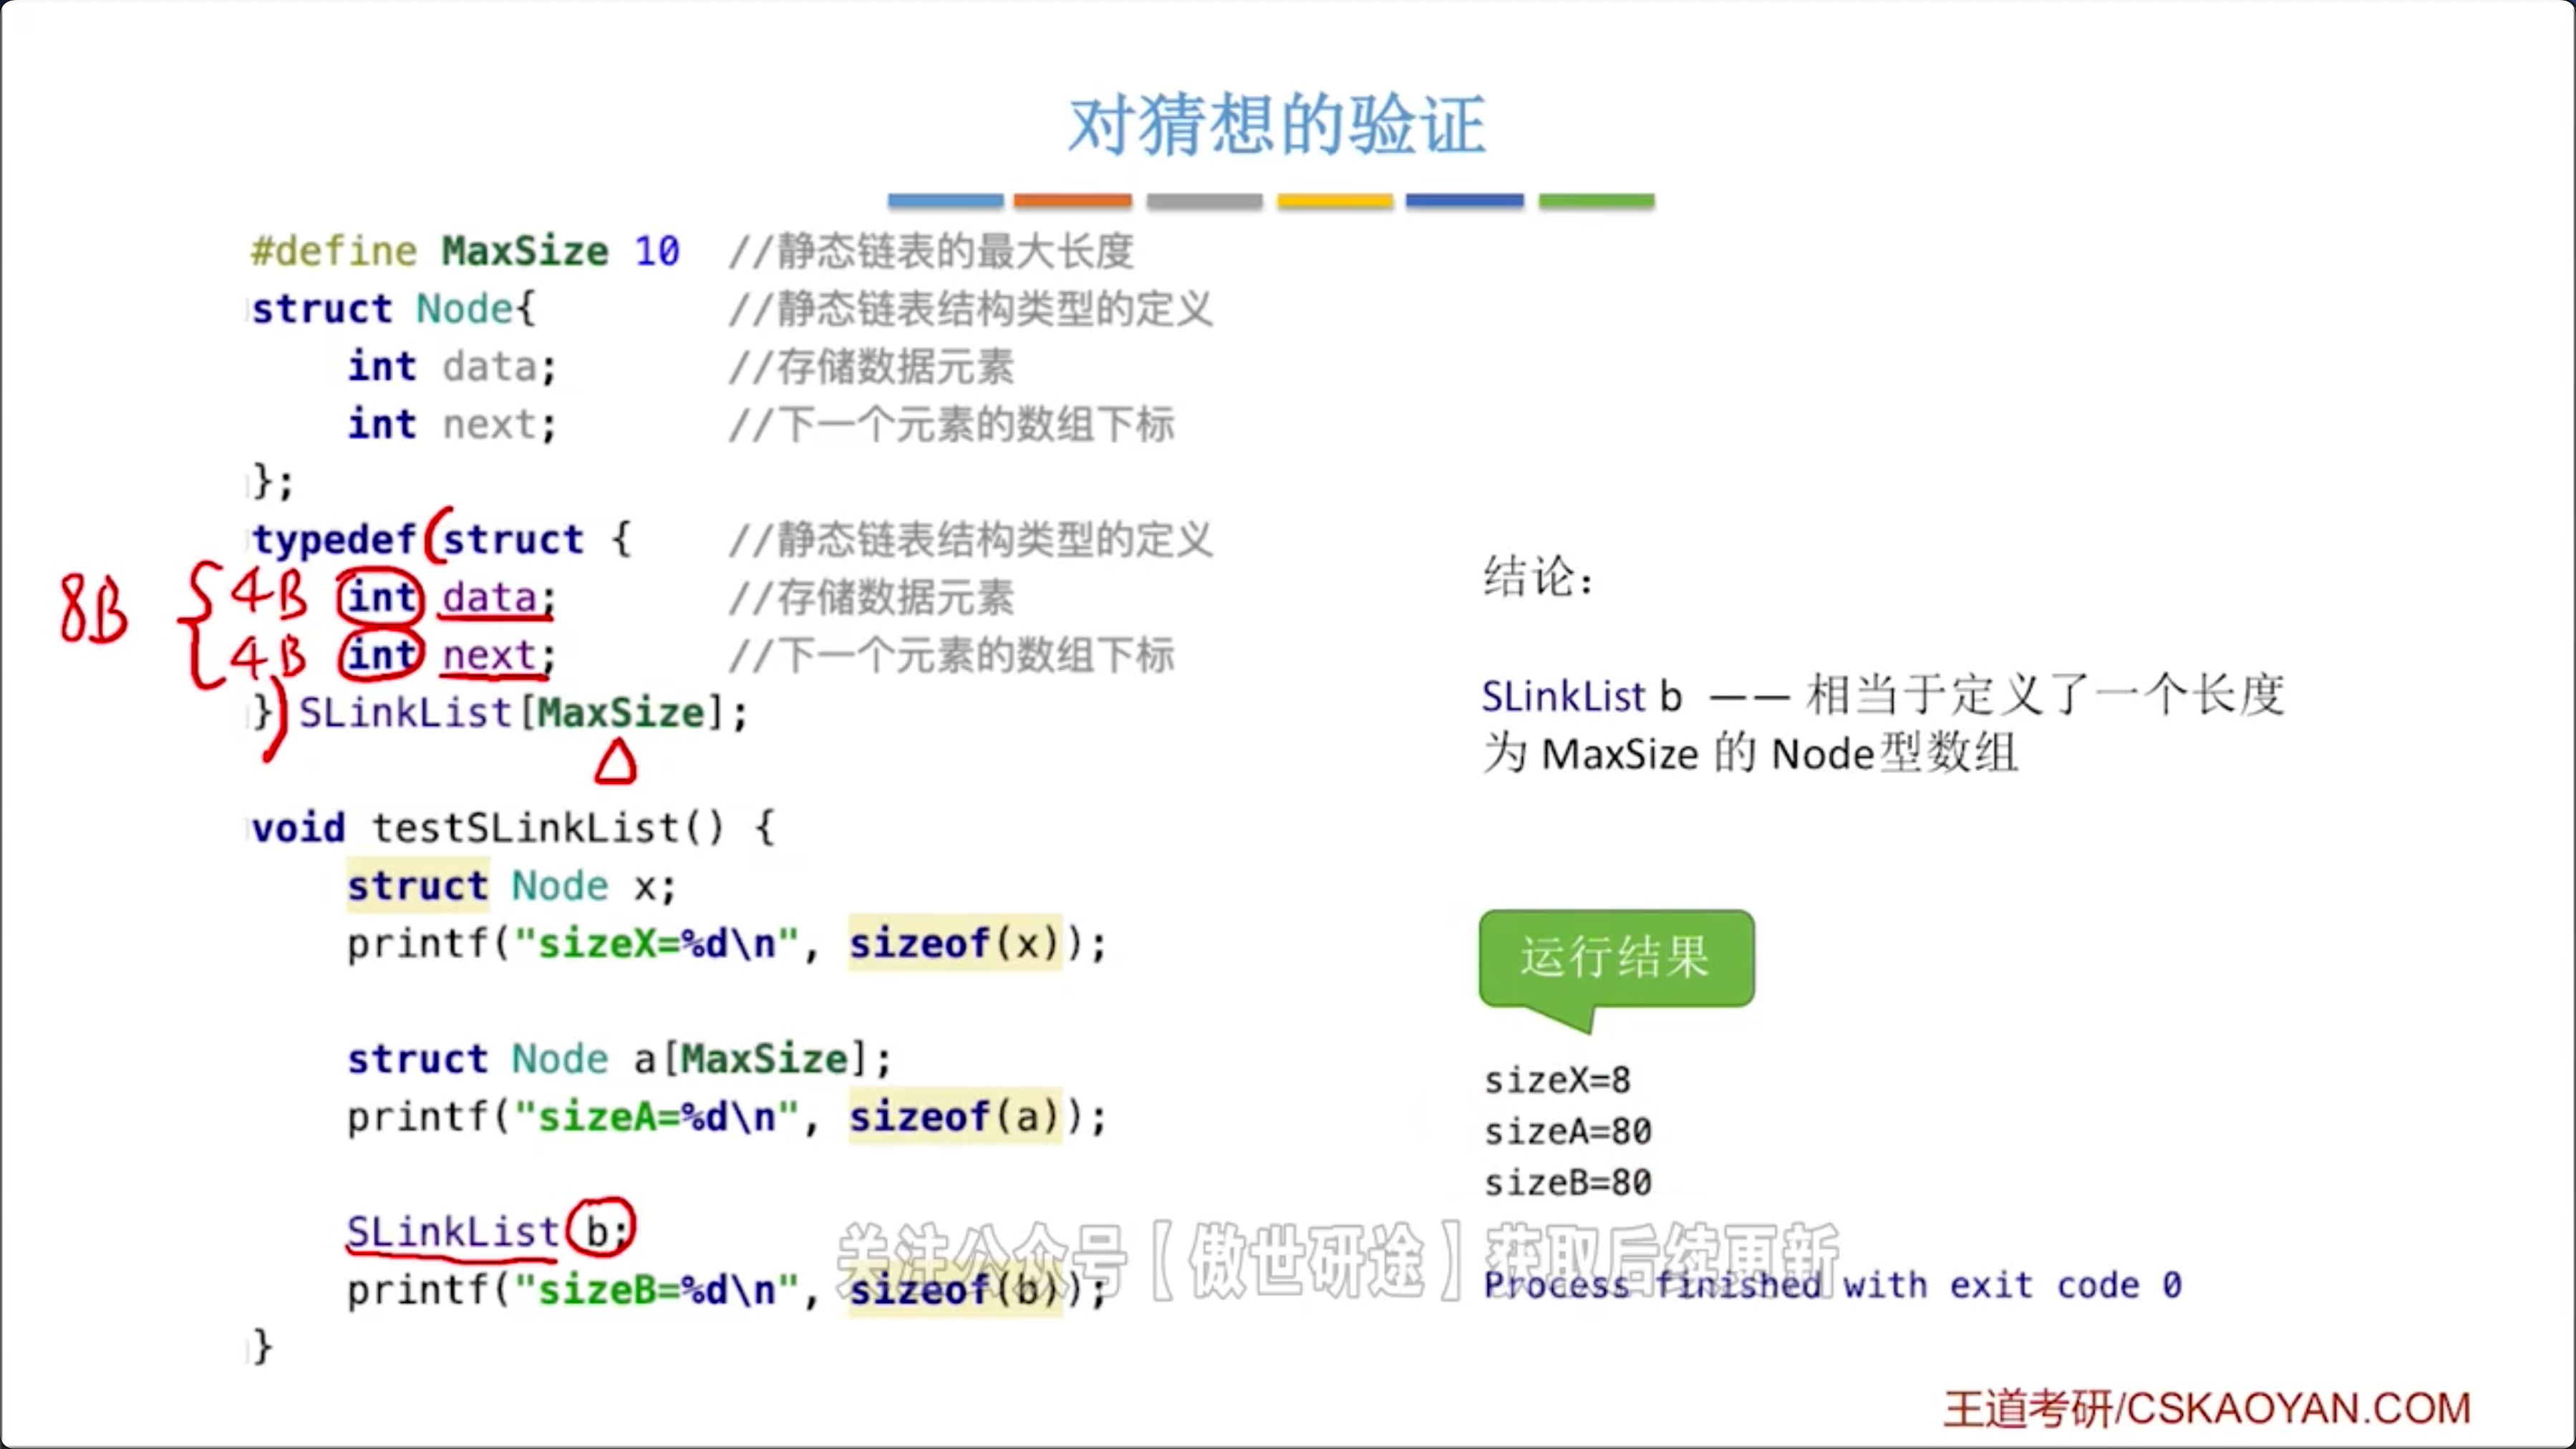 对猜想的验证
#define MaxSize 10 //静态链表的最大长度
struct Node{ //静态链表结构类型的定义
int data; //存储数据元素
int next; //下一个元素的数组下标
};
typedef (struct { //静态链表结构类型的定义
8B { 4B int data; //存储数据元素
4B int next; //下一个元素的数组下标
} ) SLinkList[MaxSize];
void testSLinkList() {
struct Node x;
printf("sizeX=%d\n", sizeof(x));
struct Node a[MaxSize];
printf("sizeA=%d\n", sizeof(a));
SLinkList b;
printf("sizeB=%d\n", sizeof(b));
}
结论：
SLinkList b —— 相当于定义了一个长度
为 MaxSize 的 Node型数组
运行结果
sizeX=8
sizeA=80
sizeB=80
Process finished with exit code 0
关注公众号【傲世研途】获取后续更新
王道考研/CSKAOYAN.COM